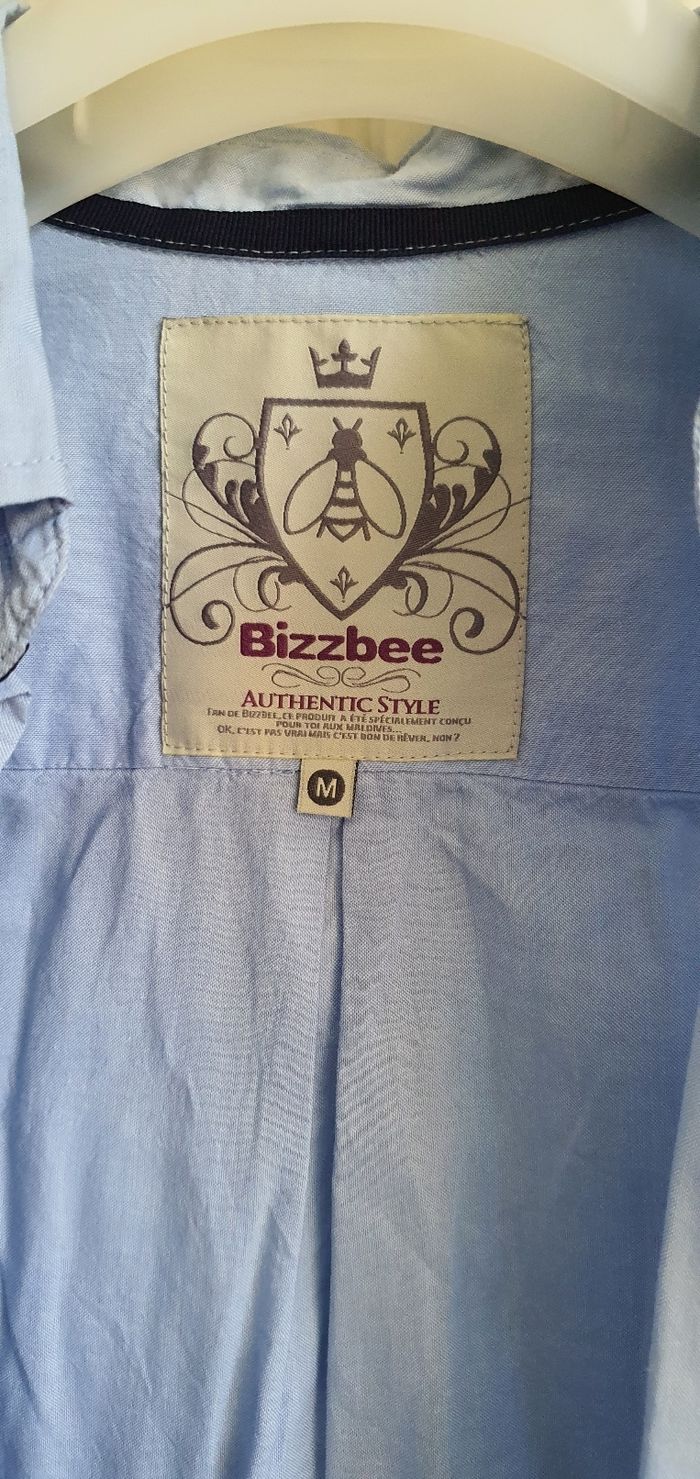 Bizzbee
AUTHENTIC STYLE
FAN DE BIZZBEE, CE PRODUIT A ÉTÉ SPÉCIALEMENT CONÇU
POUR TOI AUX MALDIVES...
OK, C'EST PAS VRAI MAIS C'EST BON DE RÊVER, NON ?
M